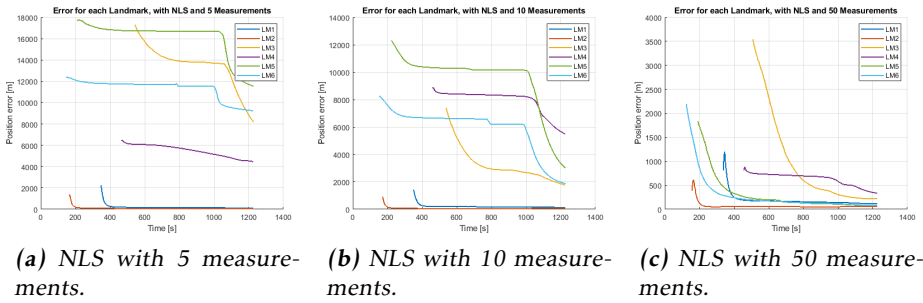 Error for each Landmark, with NLS and 5 Measurements
18000
16000
14000
12000
10000
8000
6000
4000
2000
0
Position error [m]
0 200 400 600 800 1000 1200 1400
Time [s]
LM1
LM2
LM3
LM4
LM5
LM6
(a) NLS with 5 measure-
ments.
Error for each Landmark, with NLS and 10 Measurements
14000
12000
10000
8000
6000
4000
2000
0
Position error [m]
0 200 400 600 800 1000 1200 1400
Time [s]
LM1
LM2
LM3
LM4
LM5
LM6
(b) NLS with 10 measure-
ments.
Error for each Landmark, with NLS and 50 Measurements
4000
3500
3000
2500
2000
1500
1000
500
0
Position error [m]
0 200 400 600 800 1000 1200 1400
Time [s]
LM1
LM2
LM3
LM4
LM5
LM6
(c) NLS with 50 measure-
ments.